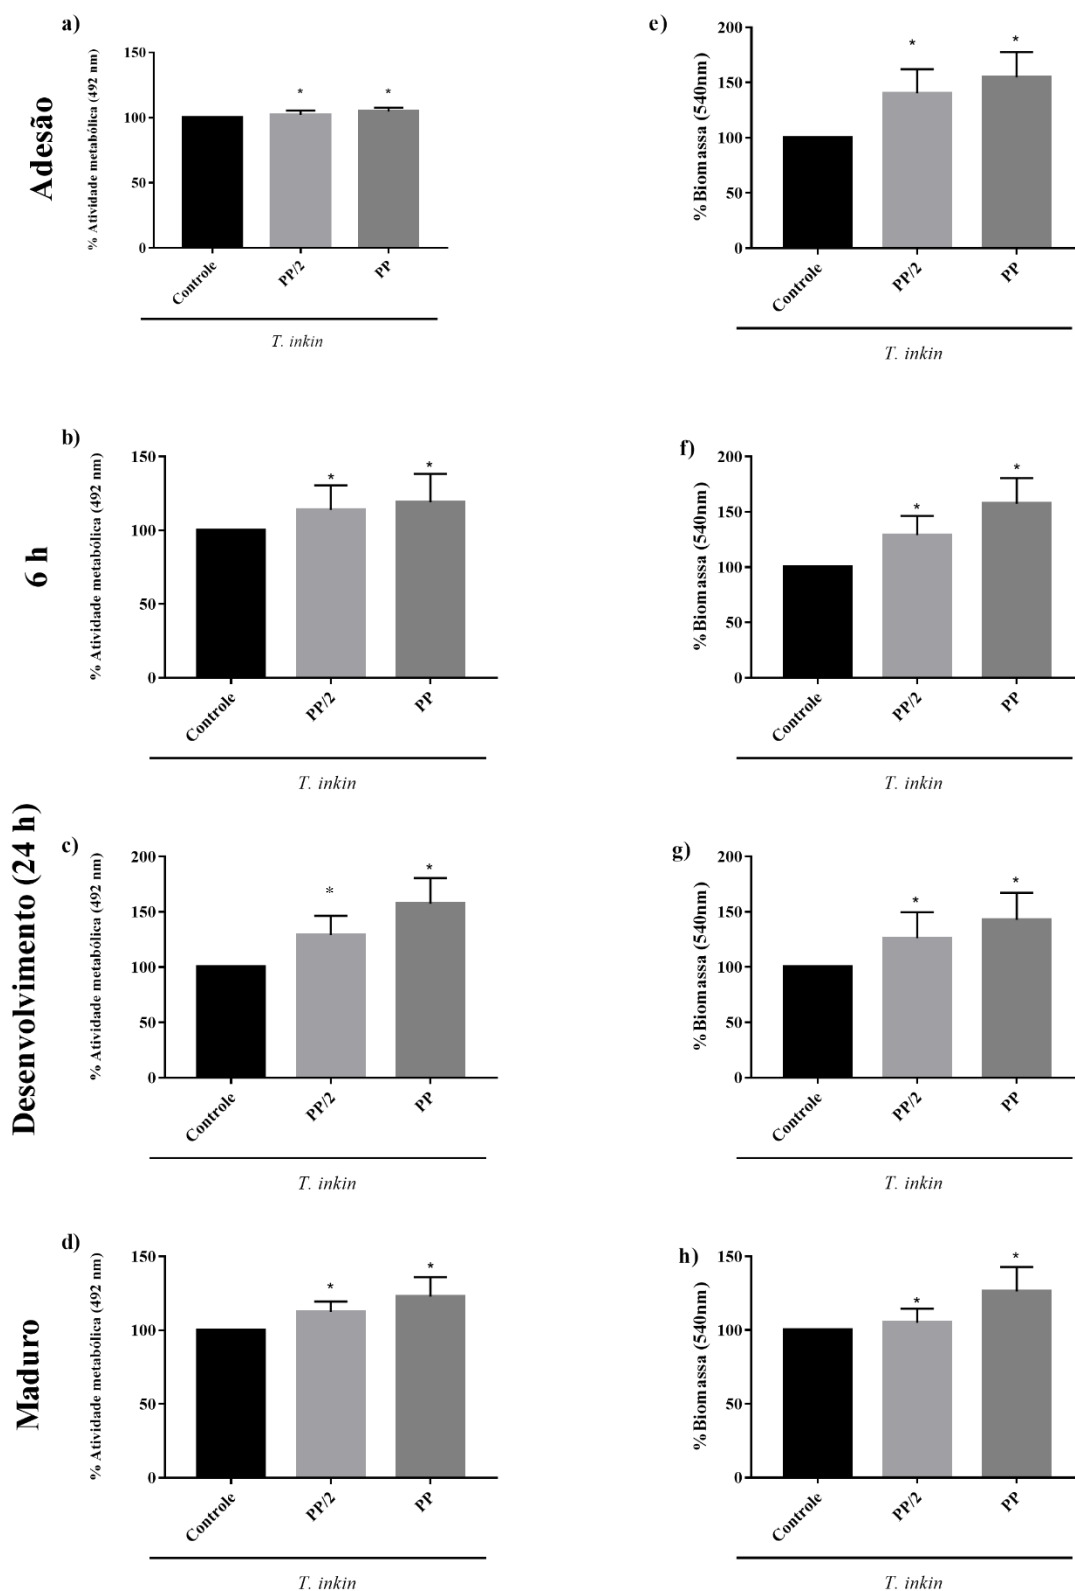 Adesão
a)
% Atividade metabólica (492 nm)
150
100
50
0
Controle
PP/2
PP
*
*
T. inkin
e)
%Biomassa (540nm)
200
150
100
50
0
Controle
PP/2
PP
*
*
T. inkin
6 h
b)
% Atividade metabólica (492 nm)
150
100
50
0
Controle
PP/2
PP
*
*
T. inkin
f)
%Biomassa (540nm)
200
150
100
50
0
Controle
PP/2
PP
*
*
T. inkin
Desenvolvimento (24 h)
c)
% Atividade metabólica (492 nm)
200
150
100
50
0
Controle
PP/2
PP
*
*
T. inkin
g)
%Biomassa (540nm)
200
150
100
50
0
Controle
PP/2
PP
*
*
T. inkin
Maduro
d)
% Atividade metabólica (492 nm)
150
100
50
0
Controle
PP/2
PP
*
*
T. inkin
h)
%Biomassa (540nm)
150
100
50
0
Controle
PP/2
PP
*
*
T. inkin